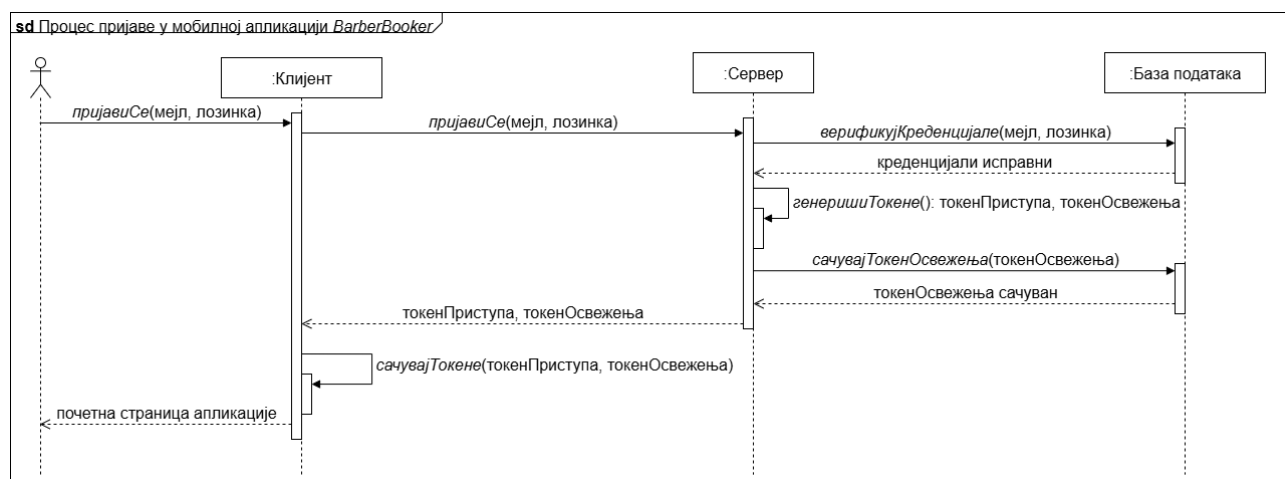 sd Процес пријаве у мобилној апликацији BarberBooker
:Клијент
:Сервер
:База података
пријавиСе(мејл, лозинка)
пријавиСе(мејл, лозинка)
верификујКреденцијале(мејл, лозинка)
креденцијали исправни
генеришиТокене(): токенПриступа, токенОсвежења
сачувајТокенОсвежења(токенОсвежења)
токенОсвежења сачуван
токенПриступа, токенОсвежења
сачувајТокене(токенПриступа, токенОсвежења)
почетна страница апликације